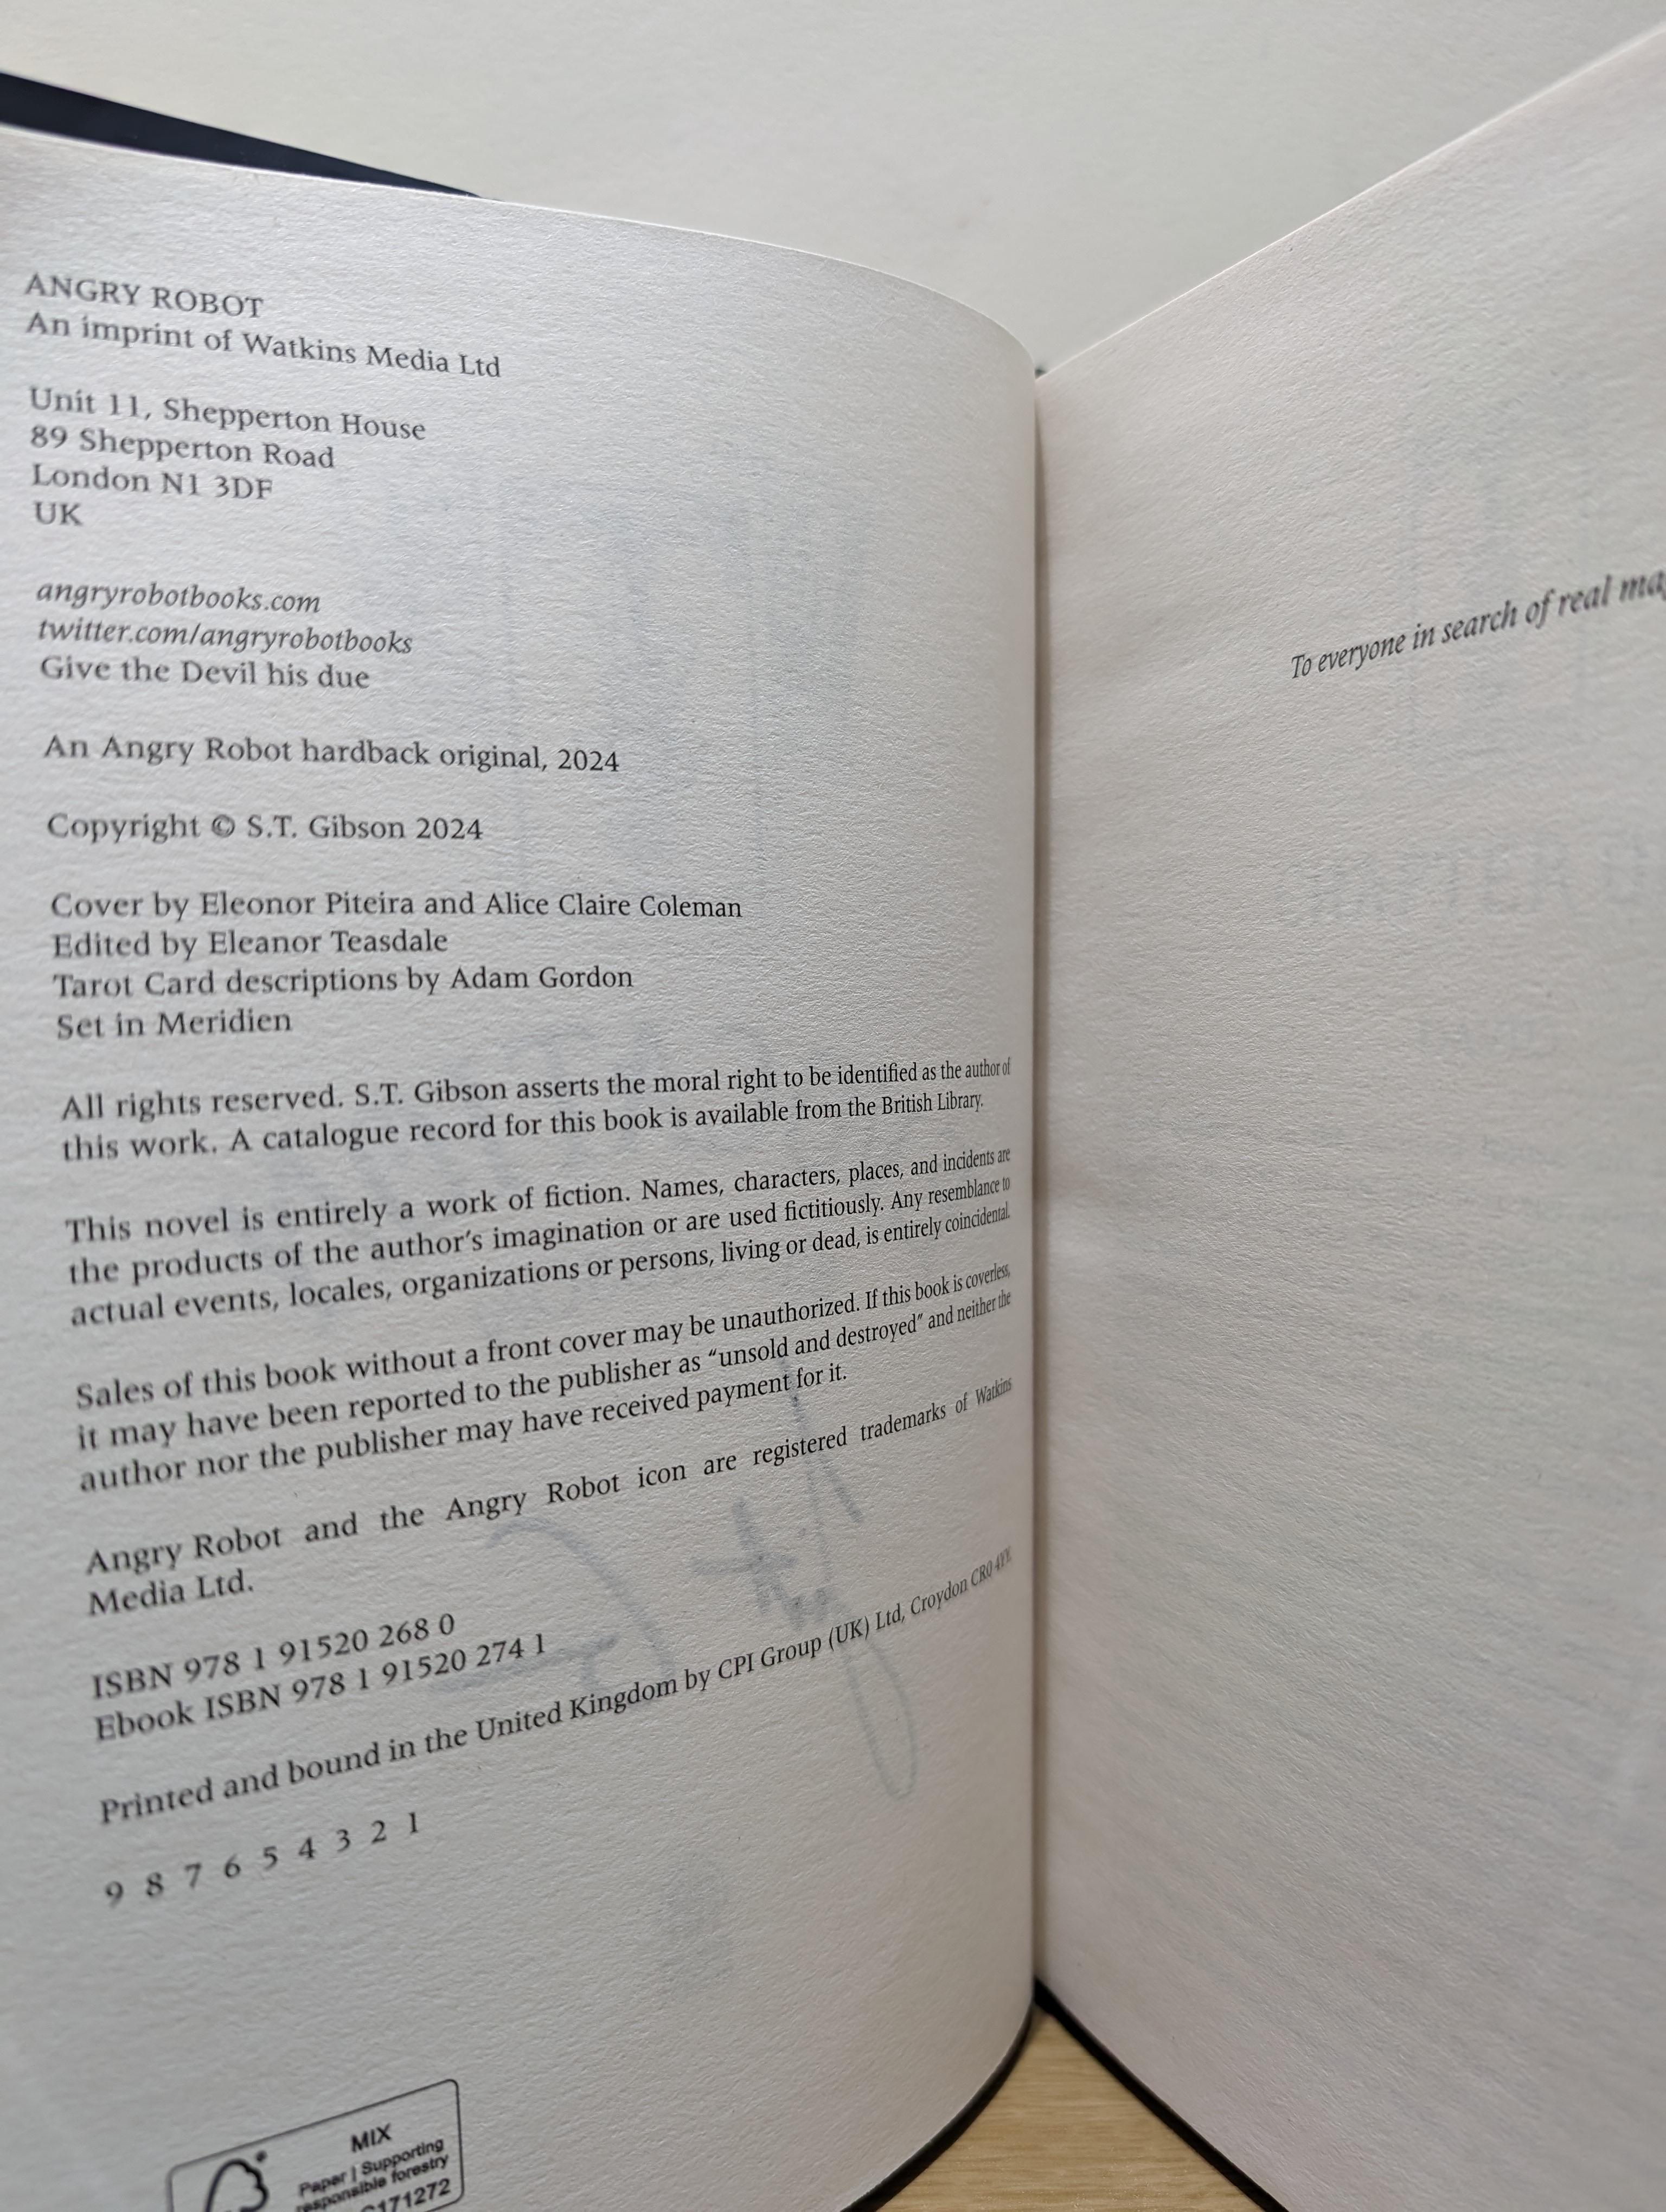 ANGRY ROBOT
An imprint of Watkins Media Ltd
Unit 11, Shepperton House
89 Shepperton Road
London N1 3DF
UK
angryrobotbooks.com
twitter.com/angryrobotbooks
Give the Devil his due
An Angry Robot hardback original, 2024
Copyright © S.T. Gibson 2024
Cover by Eleonor Piteira and Alice Claire Coleman
Edited by Eleanor Teasdale
Tarot Card descriptions by Adam Gordon
Set in Meridien
All rights reserved. S.T. Gibson asserts the moral right to be identified as the author of
this work. A catalogue record for this book is available from the British Library.
This novel is entirely a work of fiction. Names, characters, places, and incidents are
the products of the author's imagination or are used fictitiously. Any resemblance to
actual events, locales, organizations or persons, living or dead, is entirely coincidental.
Sales of this book without a front cover may be unauthorized. If this book is coverless,
it may have been reported to the publisher as “unsold and destroyed” and neither the
author nor the publisher may have received payment for it.
Angry Robot and the Angry Robot icon are registered trademarks of Watkins
Media Ltd.
ISBN 978 1 91520 268 0
Ebook ISBN 978 1 91520 274 1
Printed and bound in the United Kingdom by CPI Group (UK) Ltd, Croydon CR0 4YY.
9 8 7 6 5 4 3 2 1
MIX
Paper | Supporting
responsible forestry
C171272
To everyone in search of real